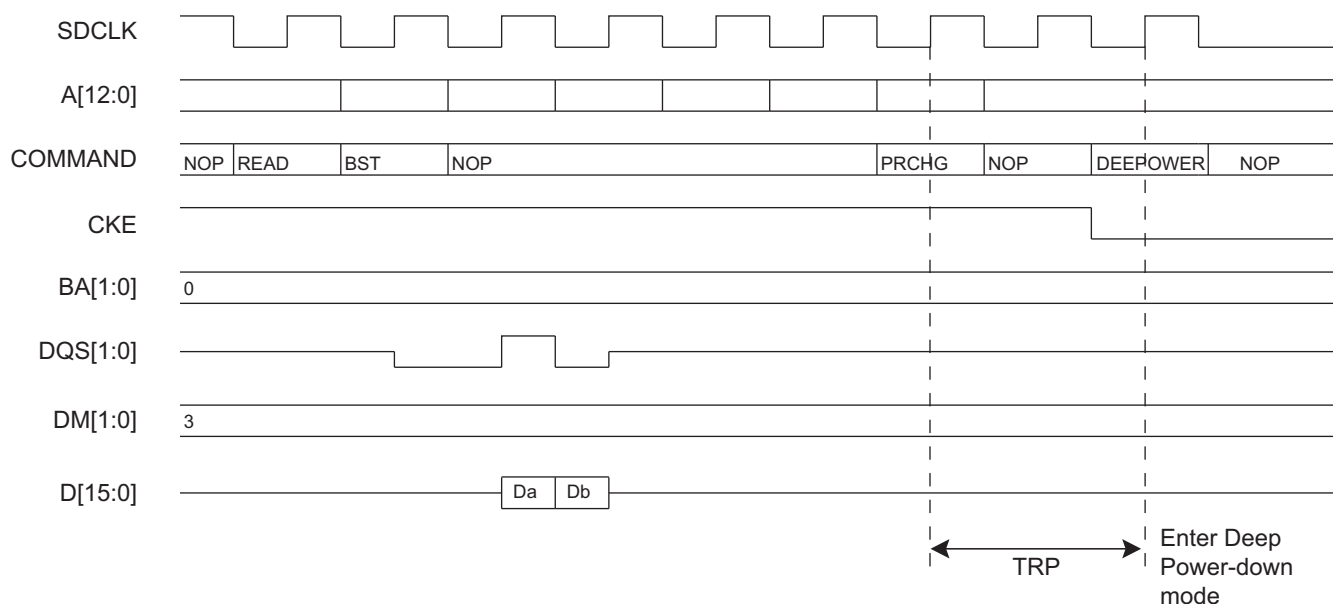 SDCLK
A[12:0]
COMMAND NOP READ BST NOP PRCHG NOP DEEPOWER NOP
CKE
BA[1:0] 0
DQS[1:0]
DM[1:0] 3
D[15:0] Da Db
TRP
Enter Deep
Power-down
mode